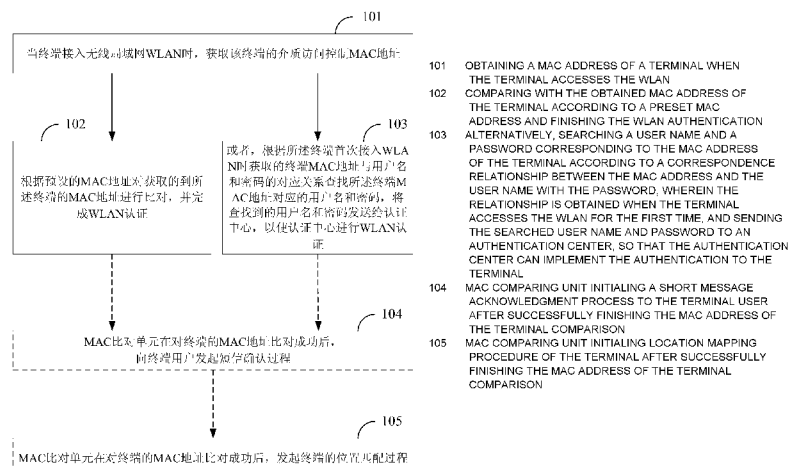 101
当终端接入无线局域网WLAN时，获取该终端的介质访问控制MAC地址
102
根据预设的MAC地址对获取的到所
述终端的MAC地址进行比对，并完
成WLAN认证
103
或者，根据所述终端首次接入WLA
N时获取的终端MAC地址与用户名
和密码的对应关系查找所述终端M
AC地址对应的用户名和密码，将
查找到的用户名和密码发送给认证
中心，以使认证中心进行WLAN认
证
104
MAC比对单元在对终端的MAC地址比对成功后，
向终端用户发起短信确认过程
105
MAC比对单元在对终端的MAC地址比对成功后，发起终端的位置匹配过程
101 OBTAINING A MAC ADDRESS OF A TERMINAL WHEN
THE TERMINAL ACCESSES THE WLAN
102 COMPARING WITH THE OBTAINED MAC ADDRESS OF
THE TERMINAL ACCORDING TO A PRESET MAC
ADDRESS AND FINISHING THE WLAN AUTHENTICATION
103 ALTERNATIVELY, SEARCHING A USER NAME AND A
PASSWORD CORRESPONDING TO THE MAC ADDRESS
OF THE TERMINAL ACCORDING TO A CORRESPONDENCE
RELATIONSHIP BETWEEN THE MAC ADDRESS AND THE
USER NAME WITH THE PASSWORD, WHEREIN THE
RELATIONSHIP IS OBTAINED WHEN THE TERMINAL
ACCESSES THE WLAN FOR THE FIRST TIME, AND SENDING
THE SEARCHED USER NAME AND PASSWORD TO AN
AUTHENTICATION CENTER, SO THAT THE AUTHENTICATION
CENTER CAN IMPLEMENT THE AUTHENTICATION TO THE
TERMINAL
104 MAC COMPARING UNIT INITIALING A SHORT MESSAGE
ACKNOWLEDGMENT PROCESS TO THE TERMINAL USER
AFTER SUCCESSFULLY FINISHING THE MAC ADDRESS OF
THE TERMINAL COMPARISON
105 MAC COMPARING UNIT INITIALING LOCATION MAPPING
PROCEDURE OF THE TERMINAL AFTER SUCCESSFULLY
FINISHING THE MAC ADDRESS OF THE TERMINAL
COMPARISON